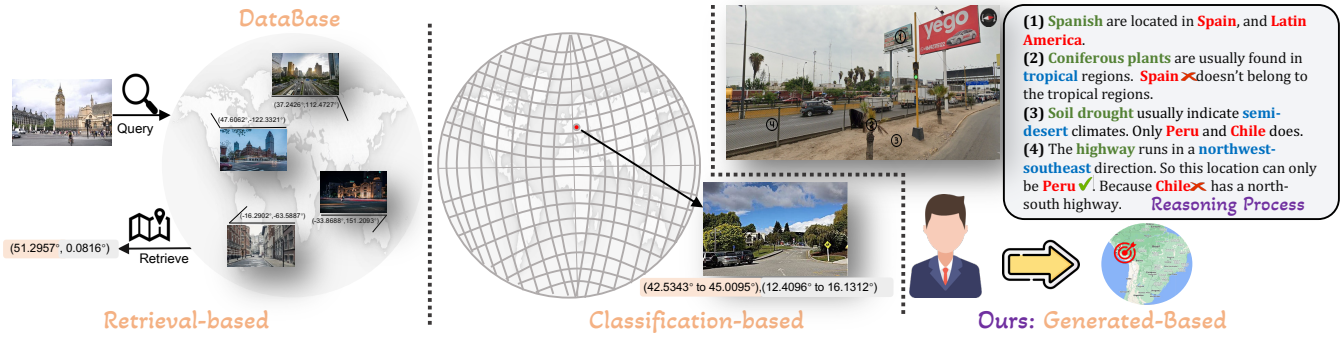 DataBase
Query
(37.2426°,112.4727°)
(47.6062°,-122.3321°)
(-16.2902°,-63.5887°)
(-33.8688°,151.2093°)
(51.2957°, 0.0816°)
Retrieve
Retrieval-based
(42.5343° to 45.0095°),(12.4096° to 16.1312°)
Classification-based
yego
1
2
3
4
(1) Spanish are located in Spain, and Latin
America.
(2) Coniferous plants are usually found in
tropical regions. Spain doesn't belong to
the tropical regions.
(3) Soil drought usually indicate semi-
desert climates. Only Peru and Chile does.
(4) The highway runs in a northwest-
southeast direction. So this location can only
be Peru . Because Chile has a north-
south highway.
Reasoning Process
Ours: Generated-Based